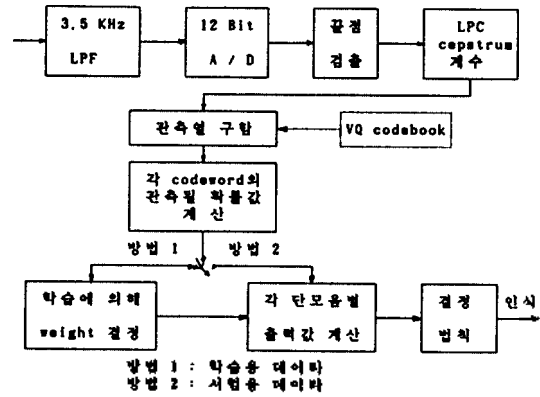 3.5 KHz
LPF
12 Bit
A / D
끝점
검출
LPC
cepstrum
계수
관측열 구함
VQ codebook
각 codeword의
관측될 확률값
계 산
방법 1
방법 2
학습에 의해
weight 결정
각 단모음별
출력값 계산
결정
법칙
인식
방법 1 : 학습용 데이타
방법 2 : 시험용 데이타